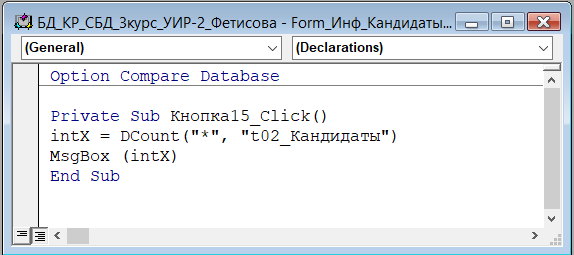 БД_КР_СБД_3курс_УИР-2_Фетисова - Form_Инф_Кандидаты...
(General) (Declarations)
Option Compare Database
Private Sub Кнопка15_Click()
intX = DCount("*", "t02_Кандидаты")
MsgBox (intX)
End Sub